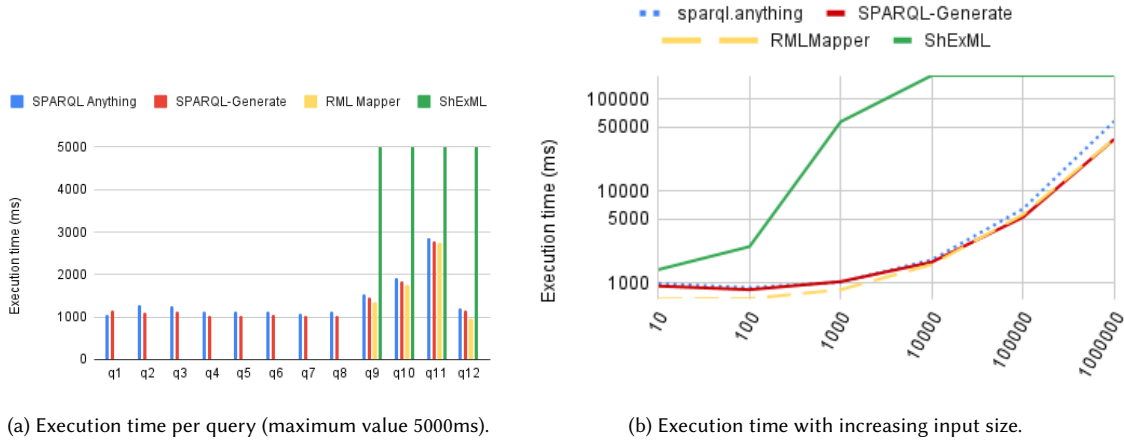 SPARQL Anything SPARQL-Generate RML Mapper ShExML
5000
4000
3000
2000
1000
0
Execution time (ms)
q1 q2 q3 q4 q5 q6 q7 q8 q9 q10 q11 q12
(a) Execution time per query (maximum value 5000ms).
sparql.anything SPARQL-Generate
RMLMapper ShExML
100000
50000
10000
5000
1000
Execution time (ms)
10 100 1000 10000 100000 1000000
(b) Execution time with increasing input size.